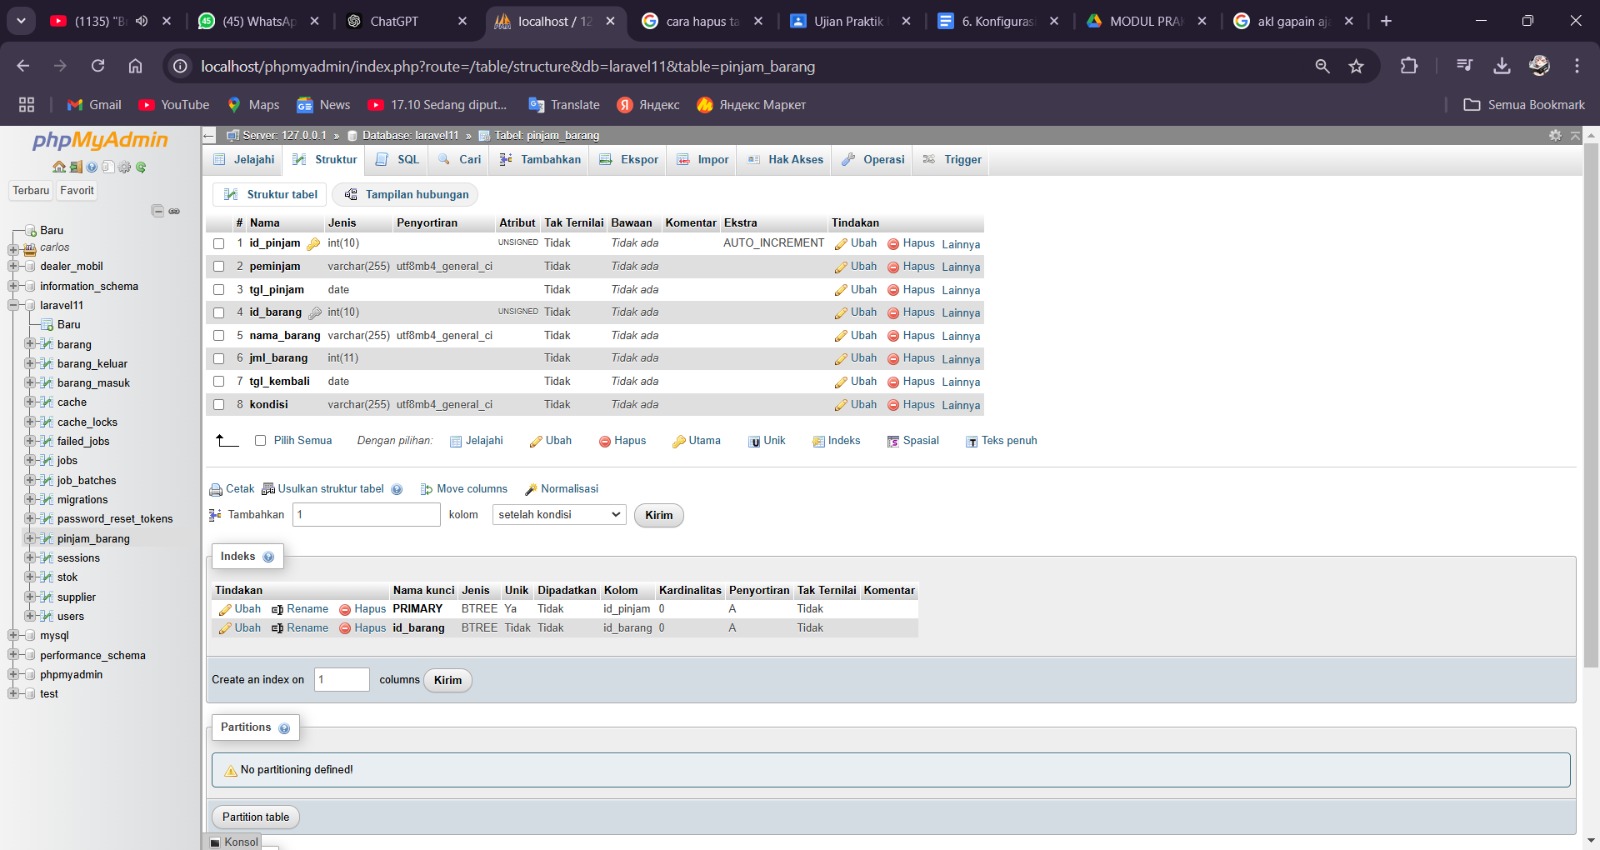 (1135) "B
(45) WhatsAp
ChatGPT
localhost / 12
cara hapus ta
Ujian Praktik
6. Konfiguras
MODUL PRA
akl gapain aja
localhost/phpmyadmin/index.php?route=/table/structure&db=laravel11&table=pinjam_barang
Gmail YouTube Maps News 17.10 Sedang diput... Translate Яндекс Яндекс Маркет Semua Bookmark
phpMyAdmin
Terbaru Favorit
Baru
carlos
dealer_mobil
information_schema
laravel11
Baru
barang
barang_keluar
barang_masuk
cache
cache_locks
failed_jobs
jobs
job_batches
migrations
password_reset_tokens
pinjam_barang
sessions
stok
supplier
users
mysql
performance_schema
phpmyadmin
test
Server: 127.0.0.1 » Database: laravel11 » Tabel: pinjam_barang
Jelajahi Struktur SQL Cari Tambahkan Ekspor Impor Hak Akses Operasi Trigger
Struktur tabel Tampilan hubungan
# Nama Jenis Penyortiran Atribut Tak Ternilai Bawaan Komentar Ekstra Tindakan
1 id_pinjam int(10) UNSIGNED Tidak Tidak ada AUTO_INCREMENT Ubah Hapus Lainnya
2 peminjam varchar(255) utf8mb4_general_ci Tidak Tidak ada Ubah Hapus Lainnya
3 tgl_pinjam date Tidak Tidak ada Ubah Hapus Lainnya
4 id_barang int(10) UNSIGNED Tidak Tidak ada Ubah Hapus Lainnya
5 nama_barang varchar(255) utf8mb4_general_ci Tidak Tidak ada Ubah Hapus Lainnya
6 jml_barang int(11) Tidak Tidak ada Ubah Hapus Lainnya
7 tgl_kembali date Tidak Tidak ada Ubah Hapus Lainnya
8 kondisi varchar(255) utf8mb4_general_ci Tidak Tidak ada Ubah Hapus Lainnya
Pilih Semua Dengan pilihan: Jelajahi Ubah Hapus Utama Unik Indeks Spasial Teks penuh
Cetak Usulkan struktur tabel Move columns Normalisasi
Tambahkan 1 kolom setelah kondisi Kirim
Indeks
Tindakan Nama kunci Jenis Unik Dipadatkan Kolom Kardinalitas Penyortiran Tak Ternilai Komentar
Ubah Rename Hapus PRIMARY BTREE Ya Tidak id_pinjam 0 A Tidak
Ubah Rename Hapus id_barang BTREE Tidak Tidak id_barang 0 A Tidak
Create an index on 1 columns Kirim
Partitions
No partitioning defined!
Partition table
Konsol